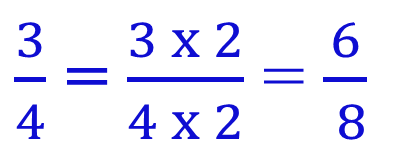 3/4 = 3 x 2/4 x 2 = 6/8